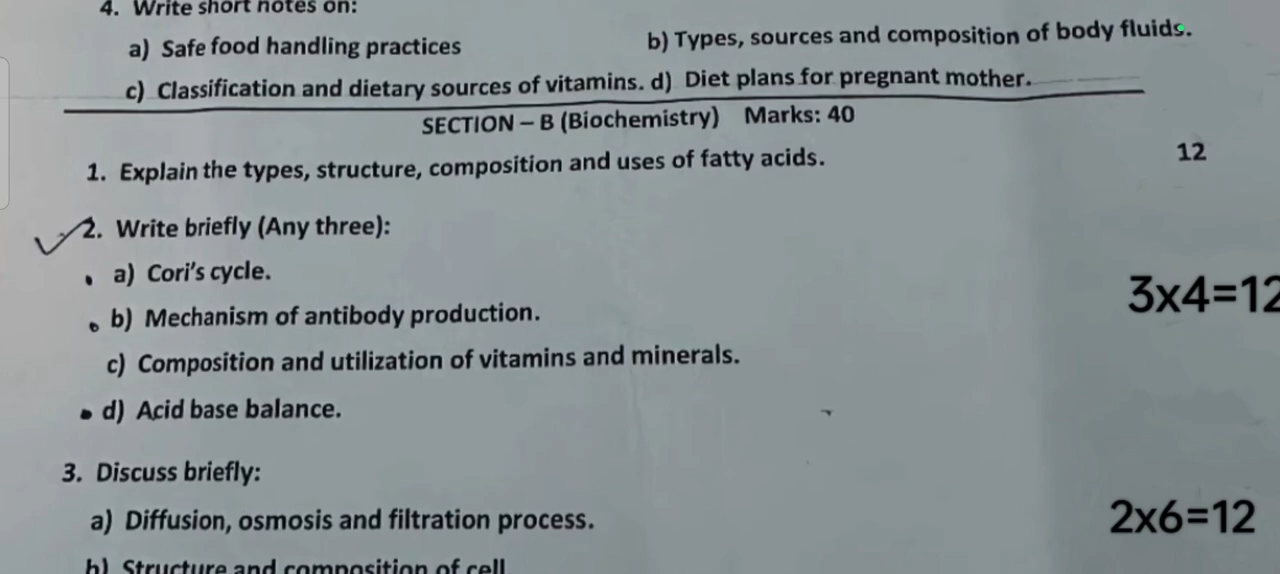 4. Write short notes on:
a) Safe food handling practices b) Types, sources and composition of body fluids.
c) Classification and dietary sources of vitamins. d) Diet plans for pregnant mother.
SECTION – B (Biochemistry) Marks: 40
1. Explain the types, structure, composition and uses of fatty acids. 12
2. Write briefly (Any three):
a) Cori's cycle.
3x4=12
b) Mechanism of antibody production.
c) Composition and utilization of vitamins and minerals.
d) Acid base balance.
3. Discuss briefly:
a) Diffusion, osmosis and filtration process. 2x6=12
b) Structure and composition of cell